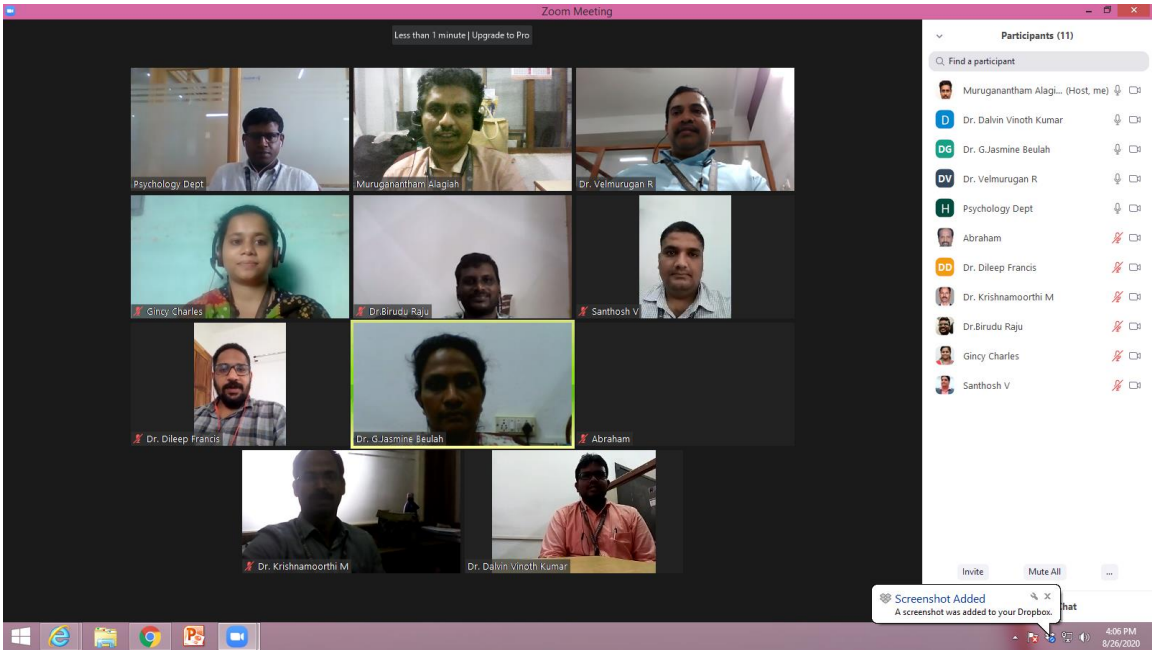 Zoom Meeting
Less than 1 minute | Upgrade to Pro
Psychology Dept
Muruganantham Alagiah
Dr. Velmurugan R
Gincy Charles
Dr.Birudu Raju
Santhosh V
Dr. Dileep Francis
Dr. G.Jasmine Beulah
Abraham
Dr. Krishnamoorthi M
Dr. Dalvin Vinoth Kumar
Participants (11)
Find a participant
Muruganantham Alagi... (Host, me)
D Dr. Dalvin Vinoth Kumar
DG Dr. G.Jasmine Beulah
DV Dr. Velmurugan R
H Psychology Dept
Abraham
DD Dr. Dileep Francis
Dr. Krishnamoorthi M
Dr.Birudu Raju
Gincy Charles
Santhosh V
Invite Mute All ...
Screenshot Added
A screenshot was added to your Dropbox.
hat
4:06 PM
8/26/2020